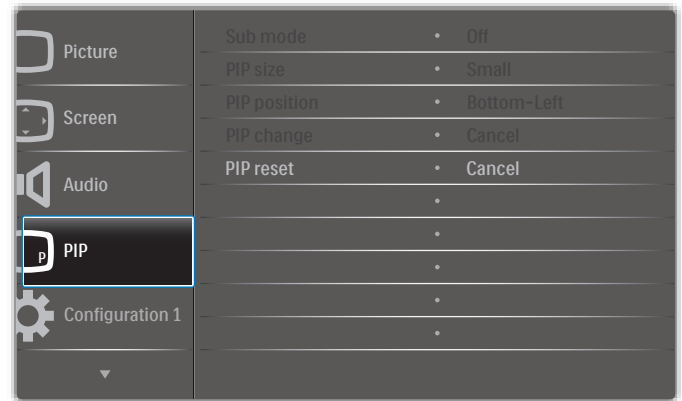 Picture
Screen
Audio
P
PIP
Configuration 1
Sub mode • Off
PIP size • Small
PIP position • Bottom-Left
PIP change • Cancel
PIP reset • Cancel